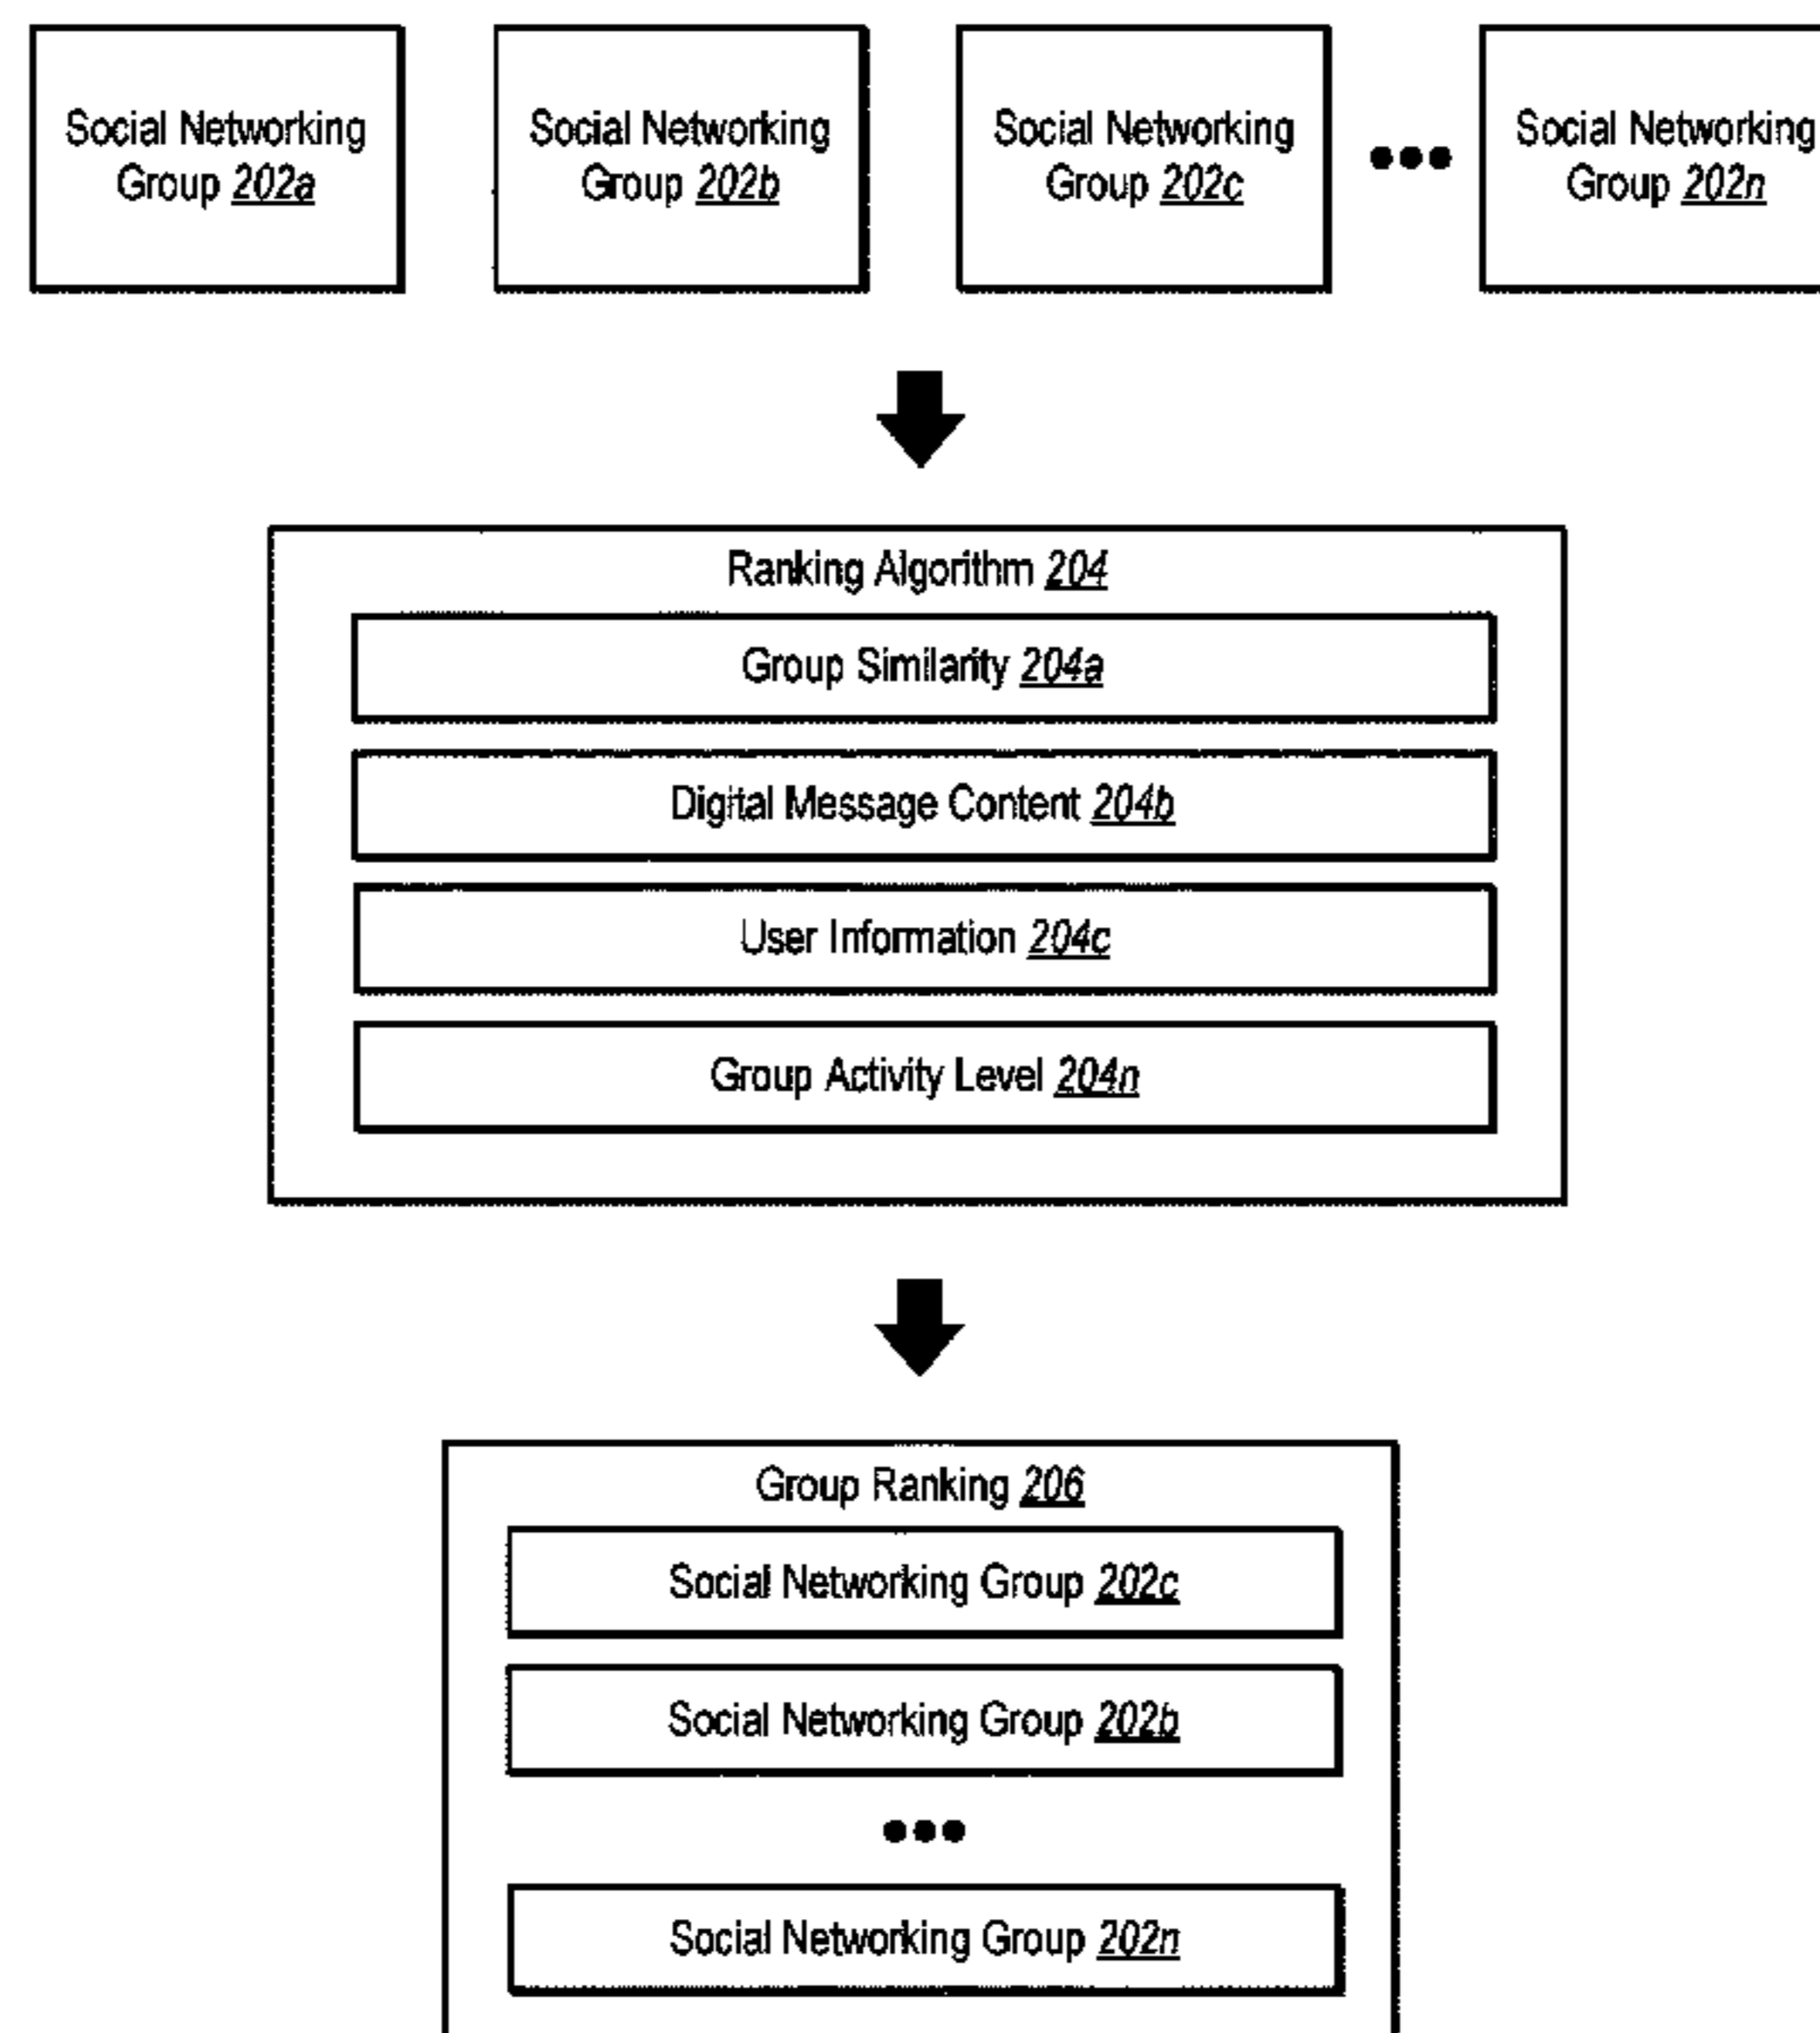 Social Networking
Group 202a
Social Networking
Group 202b
Social Networking
Group 202c
Social Networking
Group 202n
Ranking Algorithm 204
Group Similarity 204a
Digital Message Content 204b
User Information 204c
Group Activity Level 204n
Group Ranking 206
Social Networking Group 202c
Social Networking Group 202b
Social Networking Group 202n